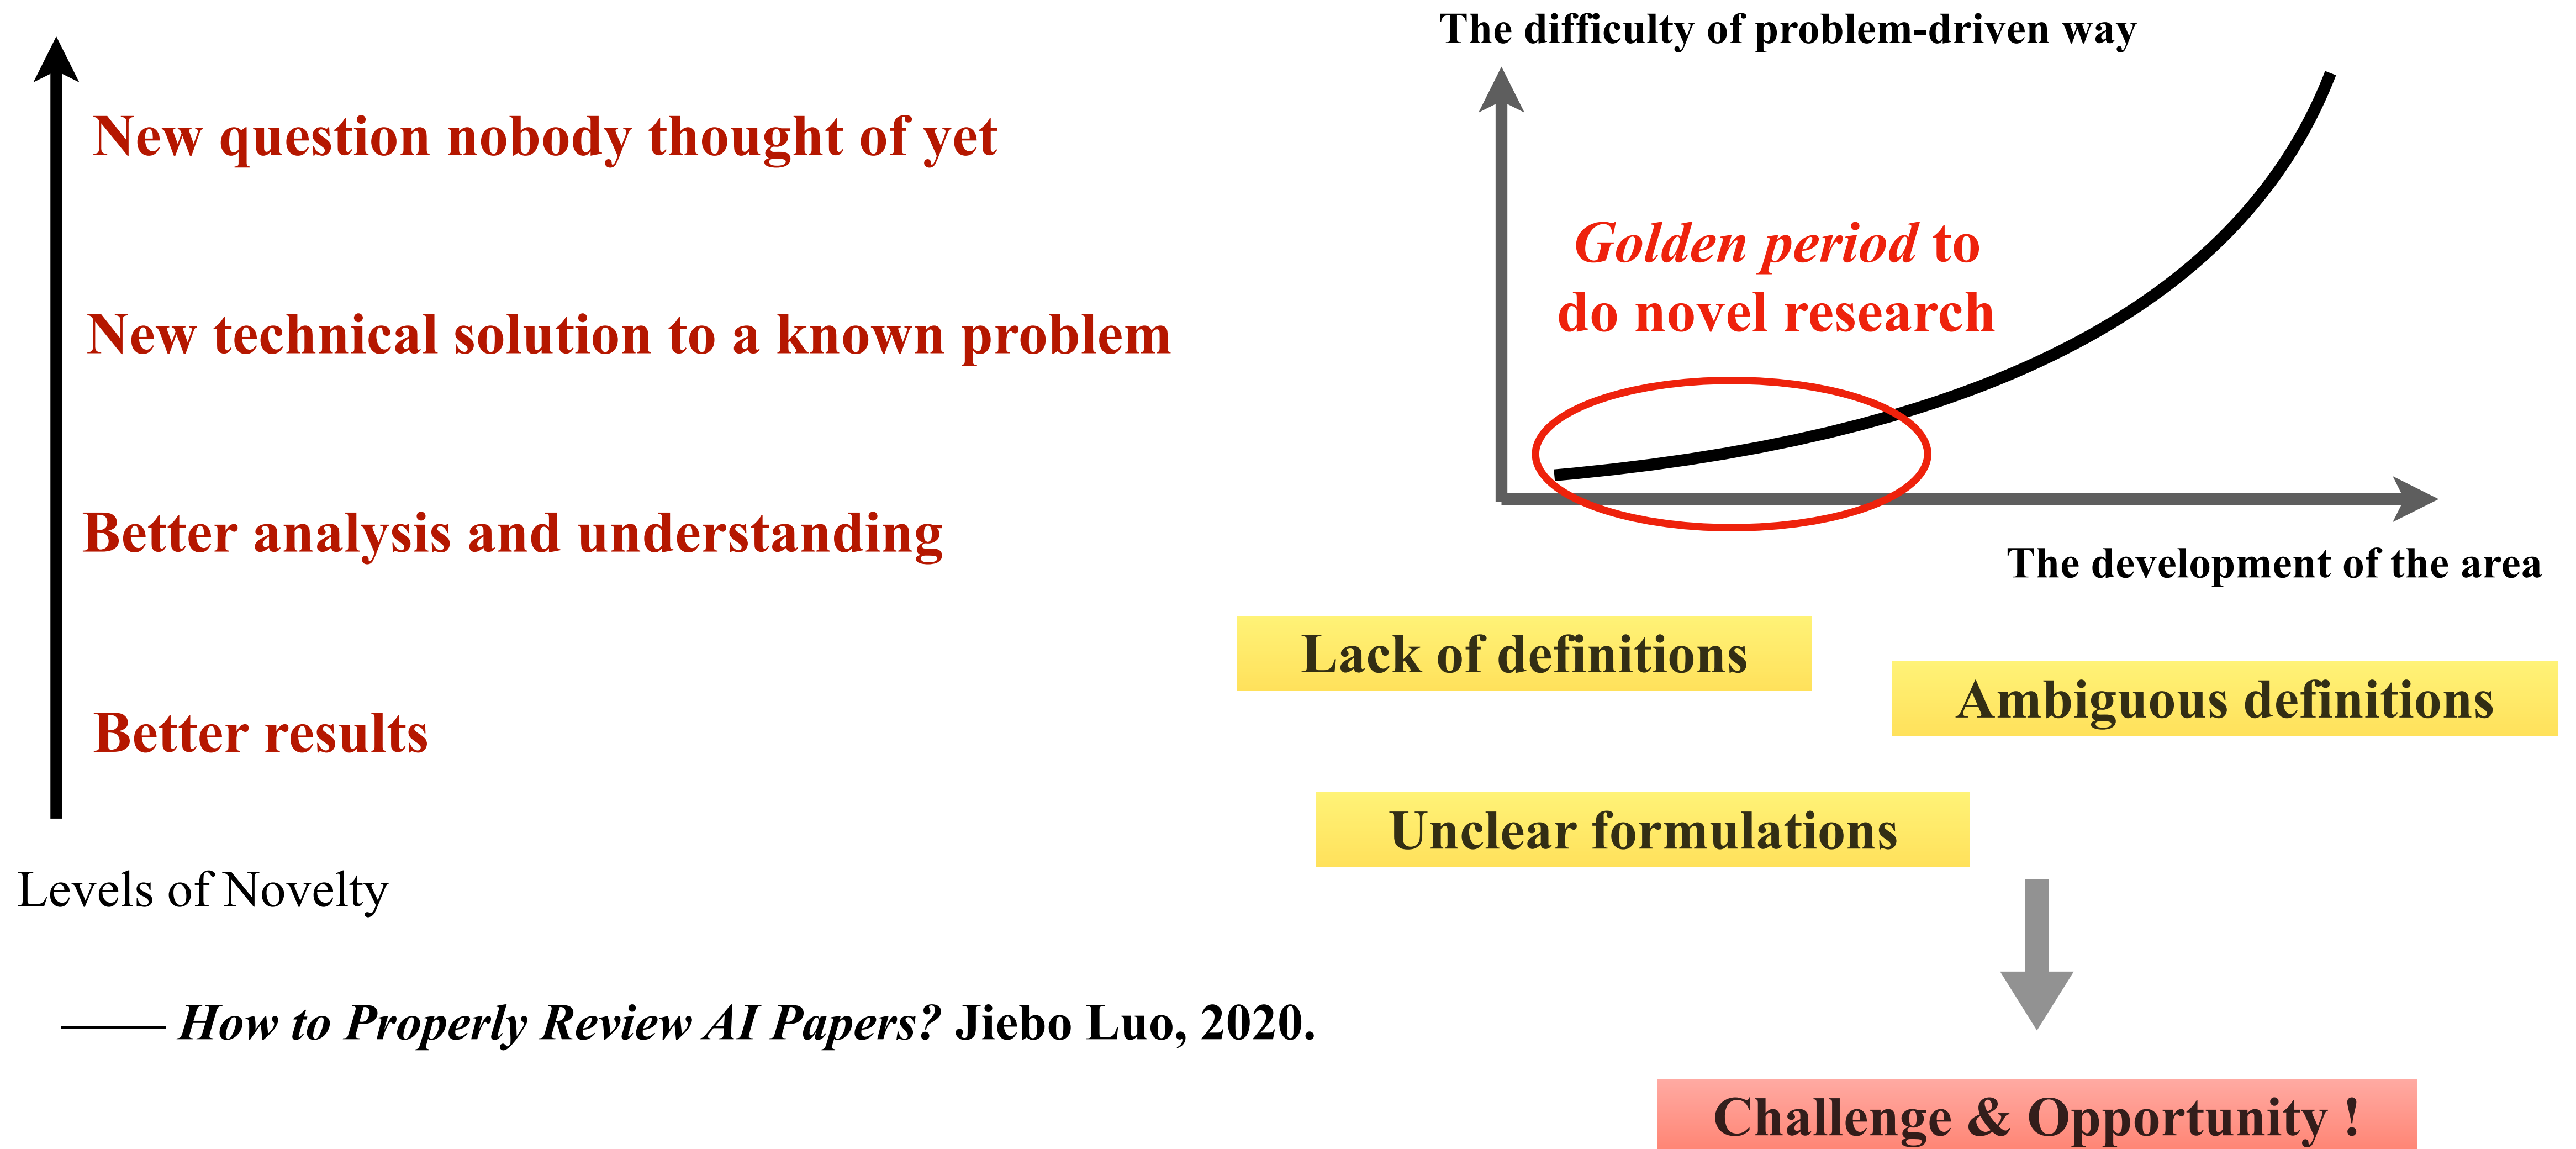 New question nobody thought of yet
New technical solution to a known problem
Better analysis and understanding
Better results
Levels of Novelty
—— How to Properly Review AI Papers? Jiebo Luo, 2020.
The difficulty of problem-driven way
Golden period to
do novel research
The development of the area
Lack of definitions
Ambiguous definitions
Unclear formulations
Challenge & Opportunity !